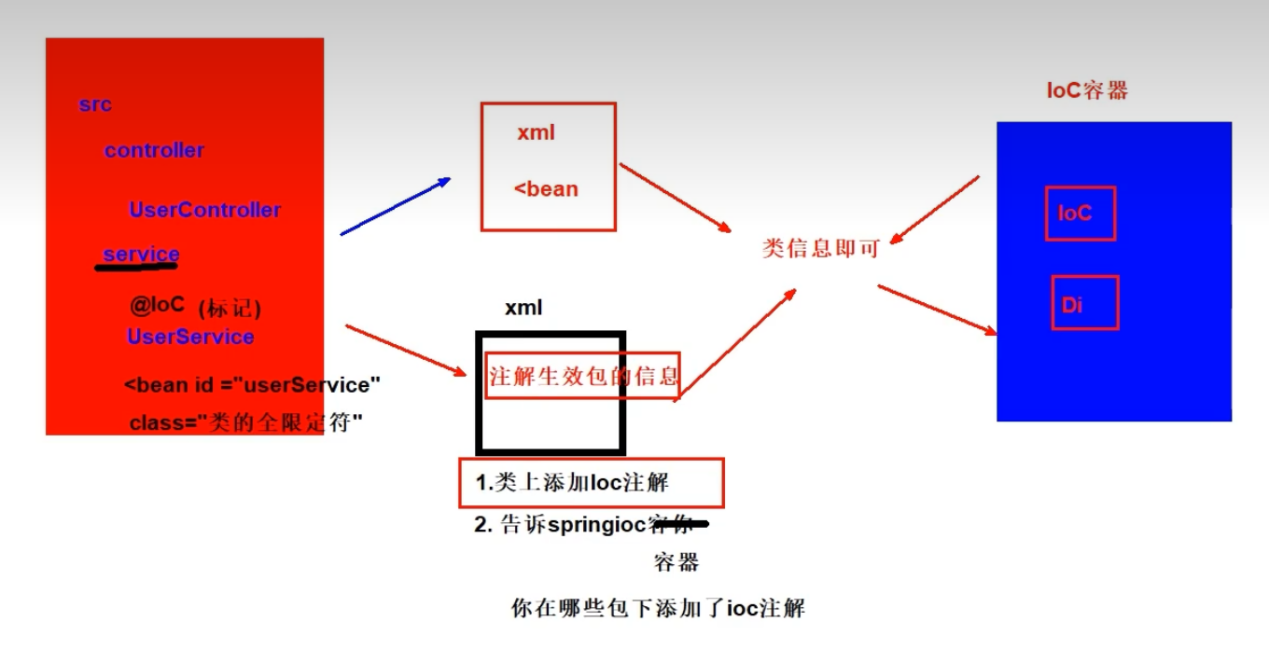 src
controller
UserController
service
@IoC (标记)
UserService
<bean id ="userService"
class="类的全限定符"
xml
<bean
xml
注解生效包的信息
1.类上添加Ioc注解
2. 告诉springioc容你
容器
你在哪些包下添加了ioc注解
类信息即可
IoC容器
IoC
Di